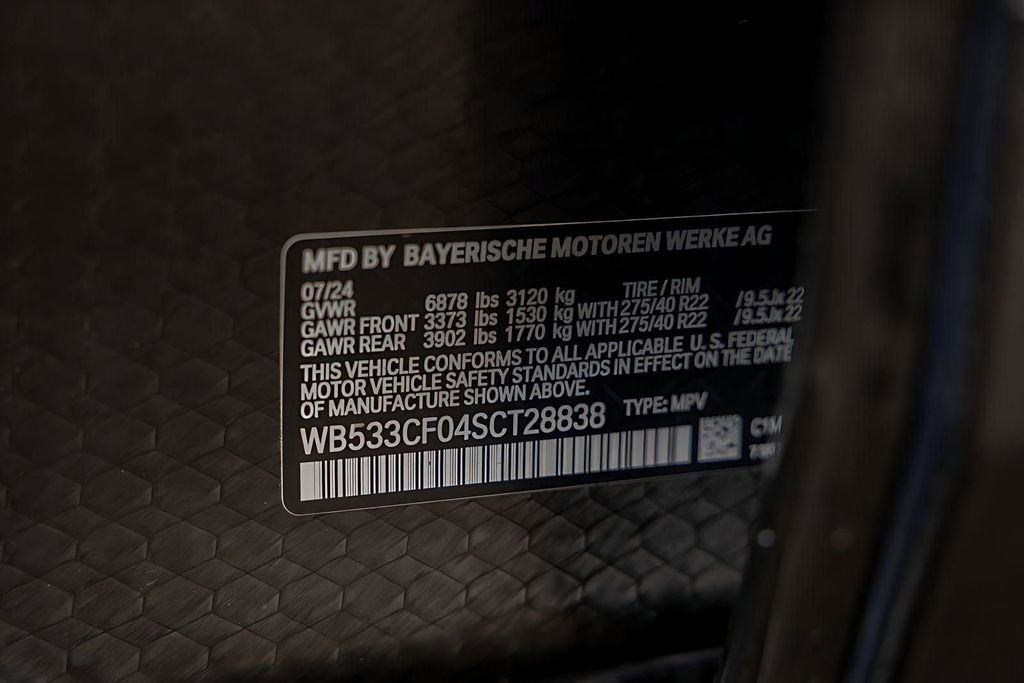 MFD BY BAYERISCHE MOTOREN WERKE AG
07/24 TIRE / RIM
GVWR 6878 lbs 3120 kg
GAWR FRONT 3373 lbs 1530 kg WITH 275/40 R22 /9.5Jx22
GAWR REAR 3902 lbs 1770 kg WITH 275/40 R22 /9.5Jx22
THIS VEHICLE CONFORMS TO ALL APPLICABLE U. S. FEDERAL
MOTOR VEHICLE SAFETY STANDARDS IN EFFECT ON THE DATE
OF MANUFACTURE SHOWN ABOVE.
WB533CF04SCT28838 TYPE: MPV
C1M